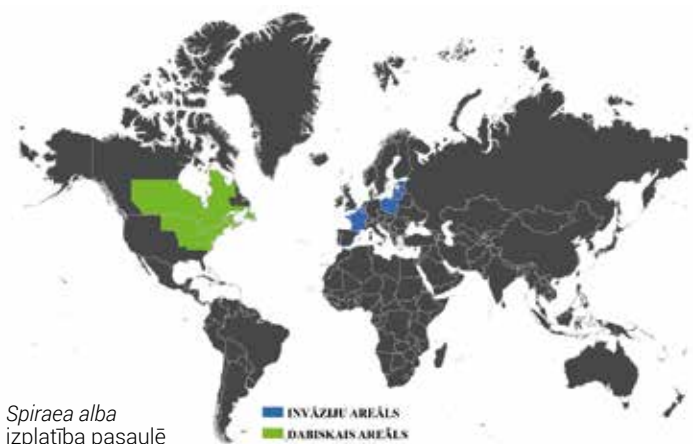 Spiraea alba
izplatība pasaulē
INVĀZIJU AREĀLS
DABISKAIS AREĀLS